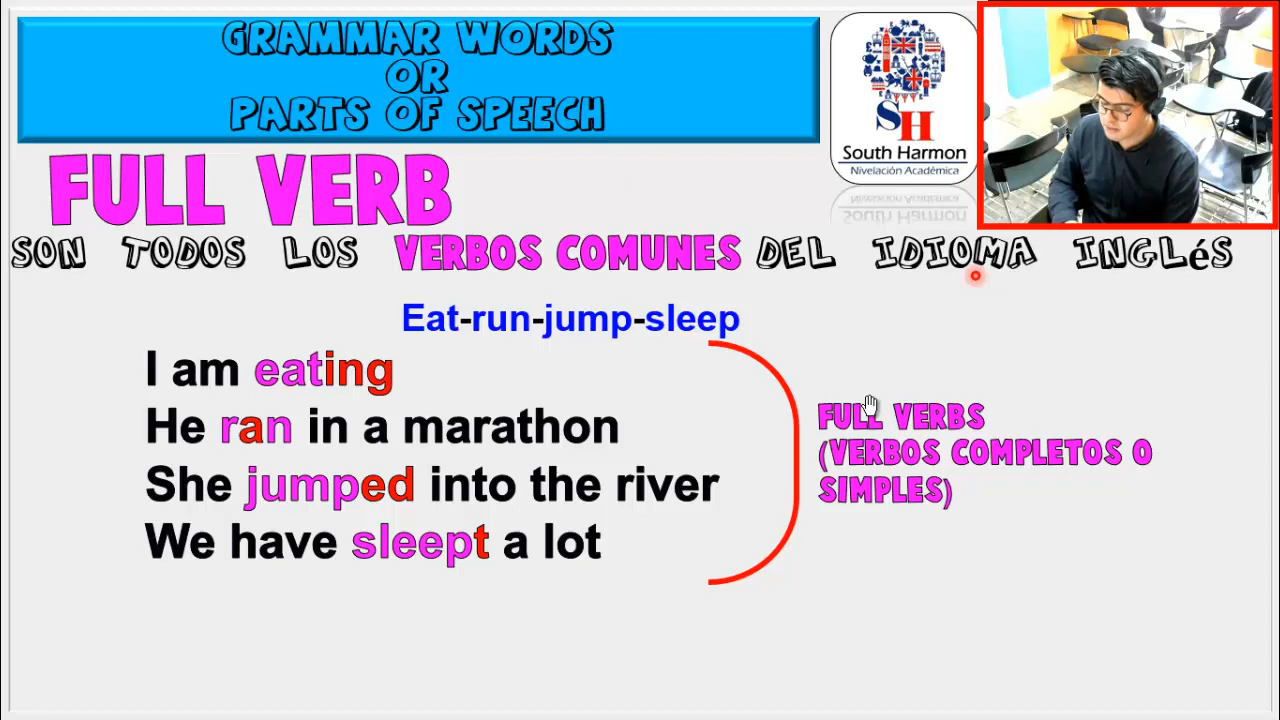 GRAMMAR WORDS
OR
PARTS OF SPEECH
SH
South Harmon
Nivelación Académica
FULL VERB
SON TODOS LOS VERBOS COMUNES DEL IDIOMA INGLéS
Eat-run-jump-sleep
I am eating
He ran in a marathon
She jumped into the river
We have sleept a lot
FULL VERBS
(VERBOS COMPLETOS O
SIMPLES)